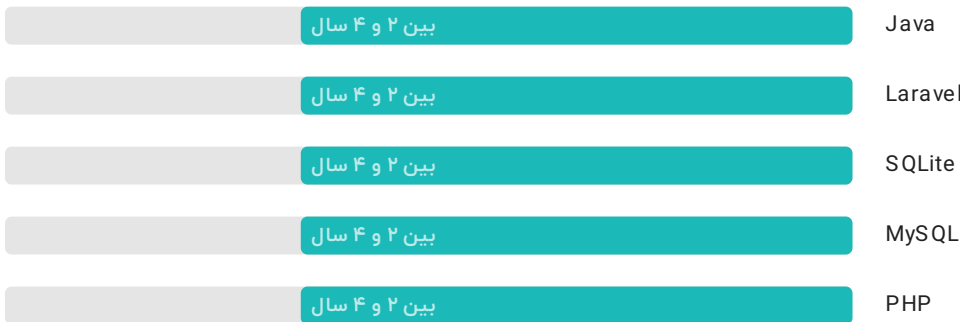 Java
بین ۲ و ۴ سال
Laravel
بین ۲ و ۴ سال
SQLite
بین ۲ و ۴ سال
MySQL
بین ۲ و ۴ سال
PHP
بین ۲ و ۴ سال